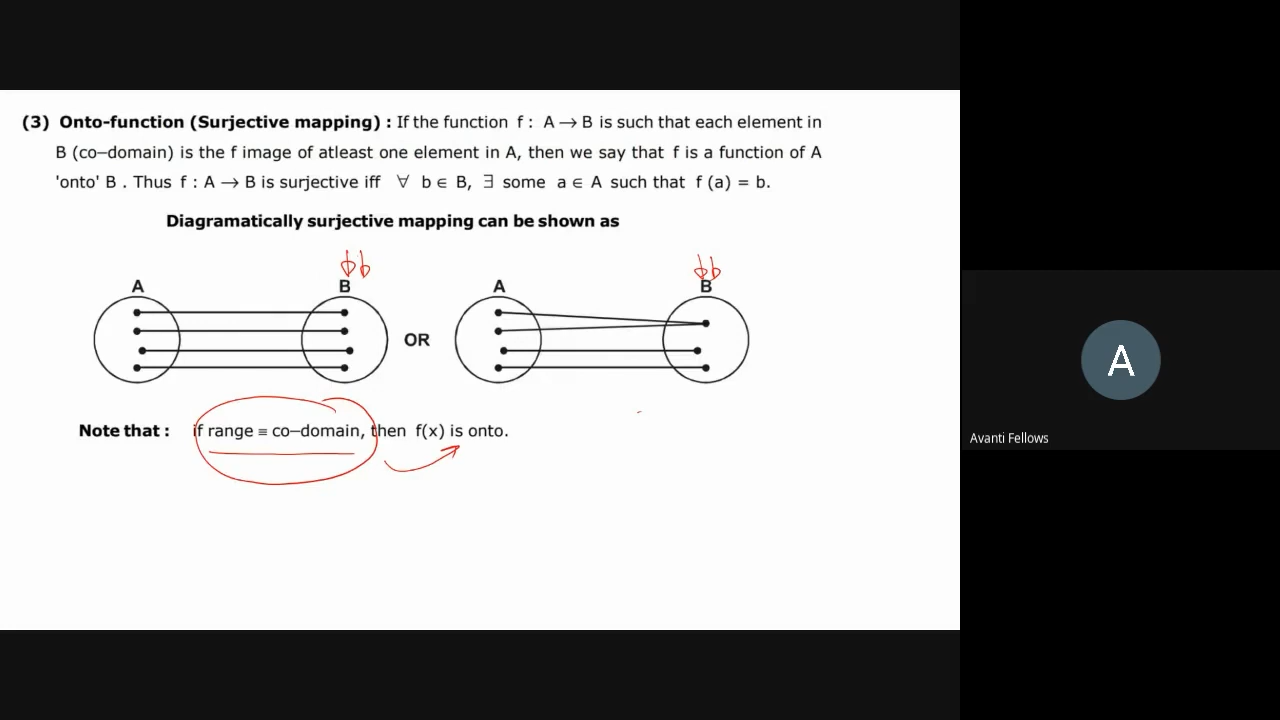 (3) Onto-function (Surjective mapping) : If the function f : A → B is such that each element in
B (co–domain) is the f image of atleast one element in A, then we say that f is a function of A
'onto' B . Thus f : A → B is surjective iff ∀ b ∈ B, ∃ some a ∈ A such that f (a) = b.
Diagramatically surjective mapping can be shown as
A B A B
OR
Note that : if range ≡ co–domain, then f(x) is onto.
A
Avanti Fellows